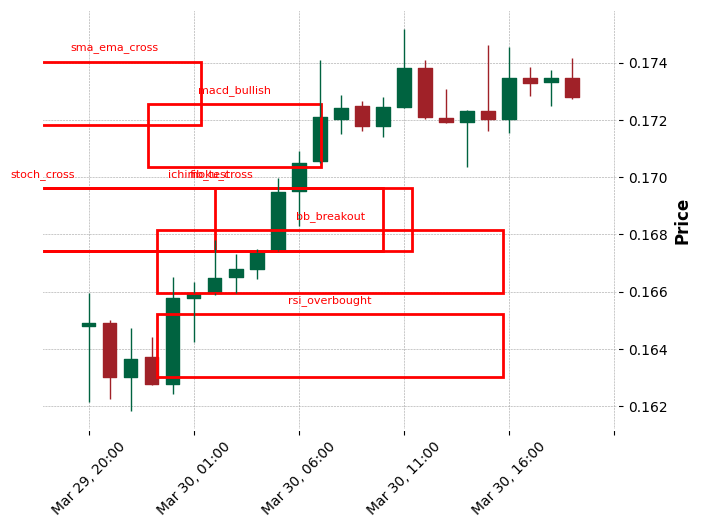 sma_ema_cross
macd_bullish
stoch_cross
bb_breakout
rsi_overbought
0.174
0.172
0.170
0.168
0.166
0.164
0.162
Price
Mar 29, 20:00
Mar 30, 01:00
Mar 30, 06:00
Mar 30, 11:00
Mar 30, 16:00